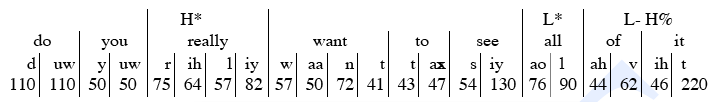 H* L* L- H%
do you really want to see all of it
d uw y uw r ih l iy w aa n t t ax s iy ao l ah v ih t
110 110 50 50 75 64 57 82 57 50 72 41 43 47 54 130 76 90 44 62 46 220